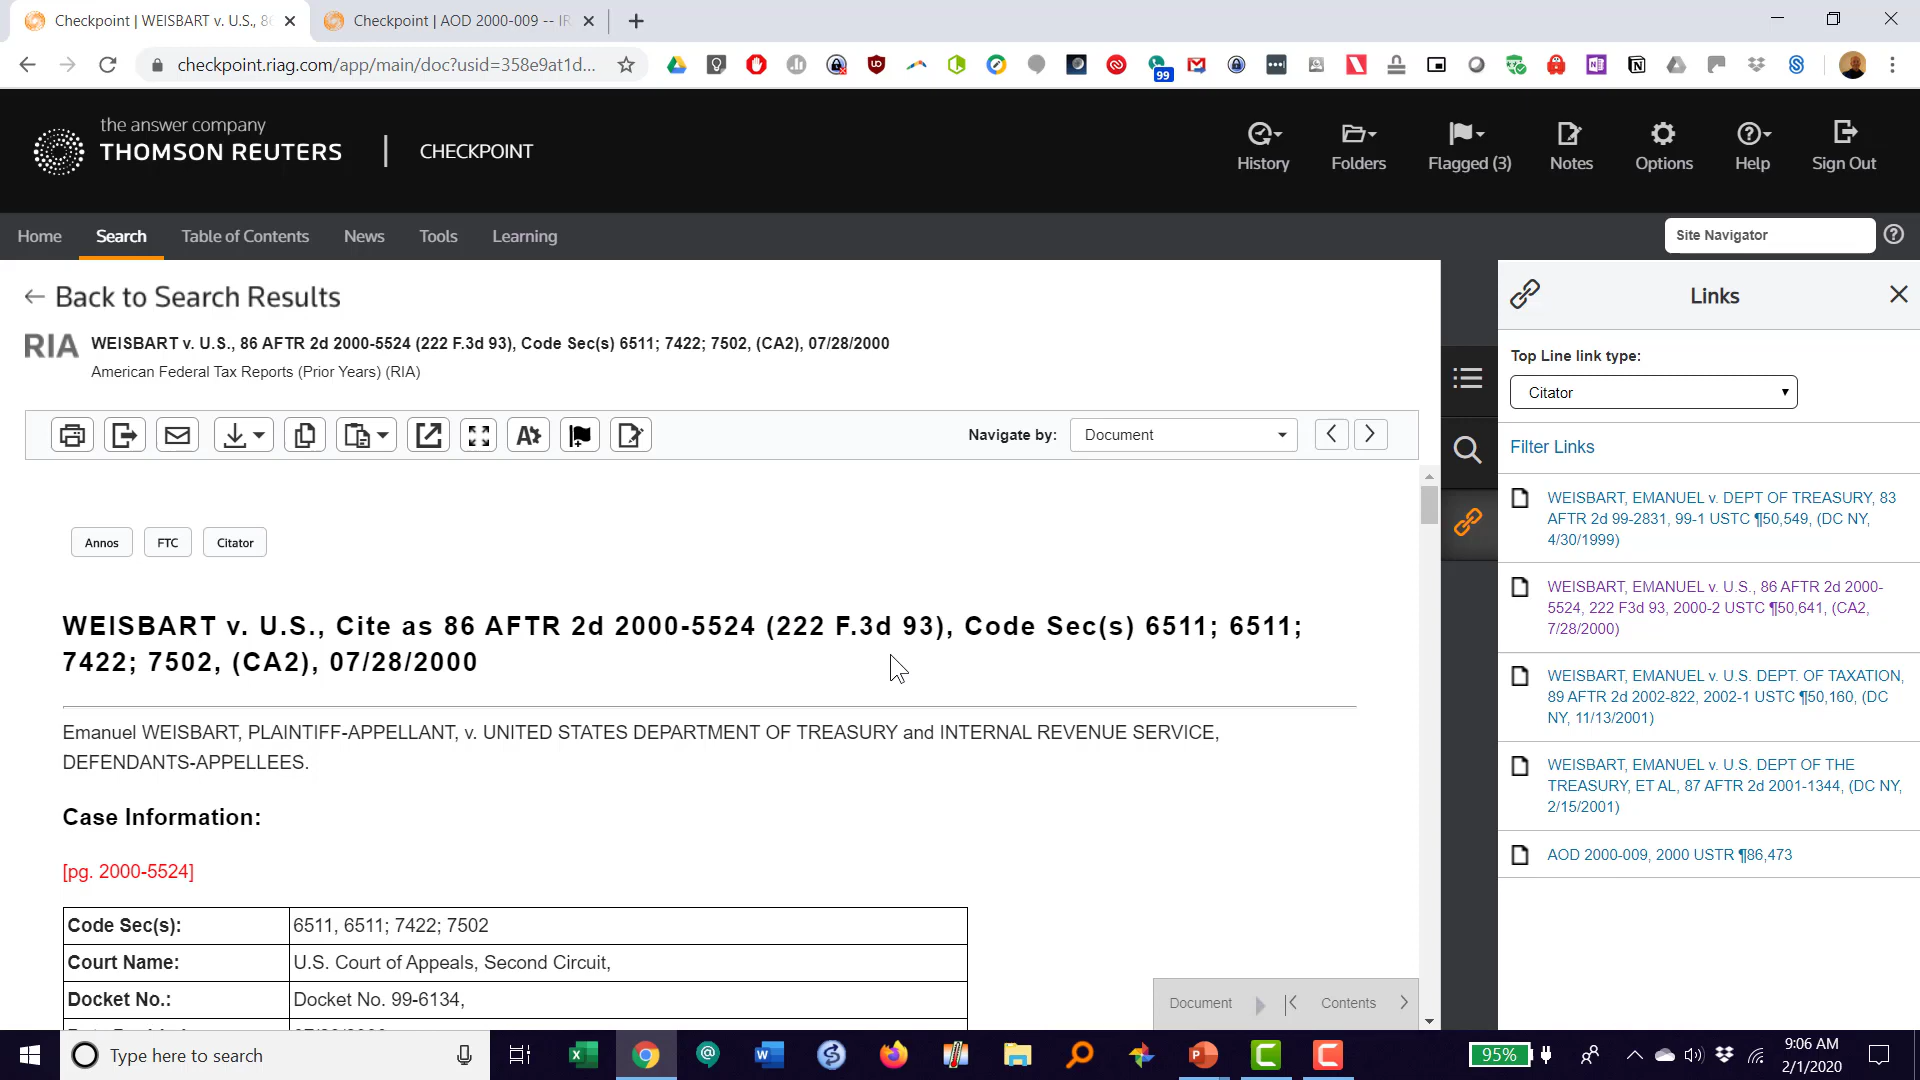 Checkpoint | WEISBART v. U.S., 86
Checkpoint | AOD 2000-009 -- IR
checkpoint.riag.com/app/main/doc?usid=358e9at1d...
99
the answer company
THOMSON REUTERS
CHECKPOINT
History
Folders
Flagged (3)
Notes
Options
Help
Sign Out
Home
Search
Table of Contents
News
Tools
Learning
Site Navigator
Back to Search Results
RIA
WEISBART v. U.S., 86 AFTR 2d 2000-5524 (222 F.3d 93), Code Sec(s) 6511; 7422; 7502, (CA2), 07/28/2000
American Federal Tax Reports (Prior Years) (RIA)
Navigate by:
Document
Annos
FTC
Citator
WEISBART v. U.S., Cite as 86 AFTR 2d 2000-5524 (222 F.3d 93), Code Sec(s) 6511; 6511;
7422; 7502, (CA2), 07/28/2000
Emanuel WEISBART, PLAINTIFF-APPELLANT, v. UNITED STATES DEPARTMENT OF TREASURY and INTERNAL REVENUE SERVICE,
DEFENDANTS-APPELLEES.
Case Information:
[pg. 2000-5524]
Code Sec(s): 6511, 6511; 7422; 7502
Court Name: U.S. Court of Appeals, Second Circuit,
Docket No.: Docket No. 99-6134,
Document
Contents
Links
Top Line link type:
Citator
Filter Links
WEISBART, EMANUEL v. DEPT OF TREASURY, 83
AFTR 2d 99-2831, 99-1 USTC ¶50,549, (DC NY,
4/30/1999)
WEISBART, EMANUEL v. U.S., 86 AFTR 2d 2000-
5524, 222 F3d 93, 2000-2 USTC ¶50,641, (CA2,
7/28/2000)
WEISBART, EMANUEL v. U.S. DEPT. OF TAXATION,
89 AFTR 2d 2002-822, 2002-1 USTC ¶50,160, (DC
NY, 11/13/2001)
WEISBART, EMANUEL v. U.S. DEPT OF THE
TREASURY, ET AL, 87 AFTR 2d 2001-1344, (DC NY,
2/15/2001)
AOD 2000-009, 2000 USTR ¶86,473
Type here to search
95%
9:06 AM
2/1/2020